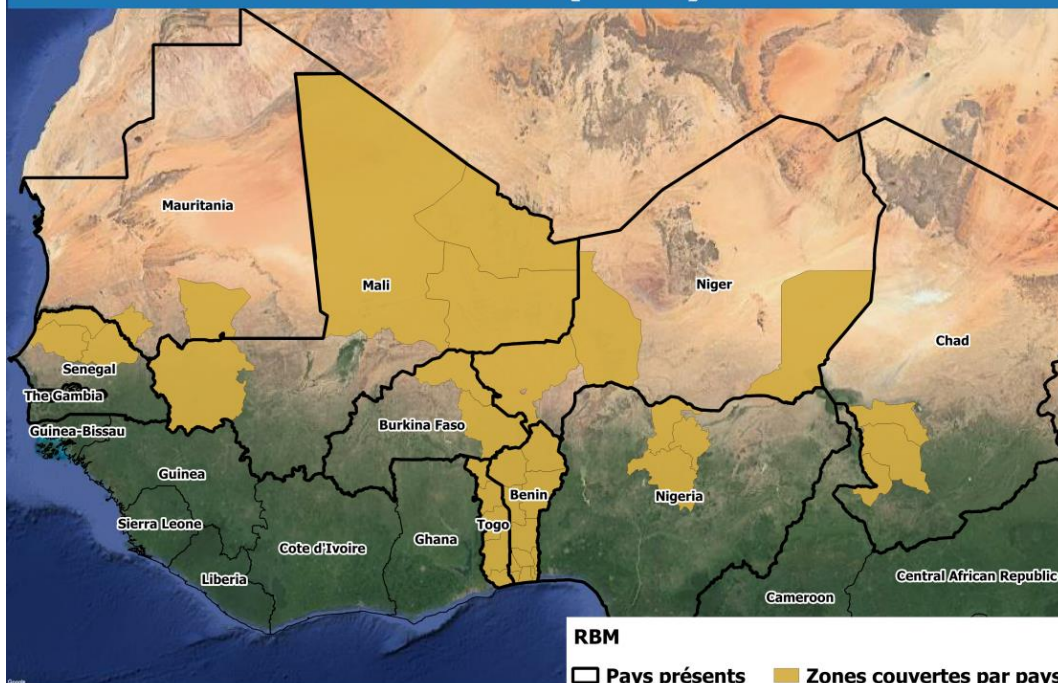 Mauritania
Mali
Niger
Chad
Senegal
The Gambia
Guinea-Bissau
Burkina Faso
Guinea
Benin
Nigeria
Togo
Sierra Leone
Ghana
Cote d'Ivoire
Liberia
Central African Republic
Cameroon
RBM
Pays présents
Zones couvertes par pays